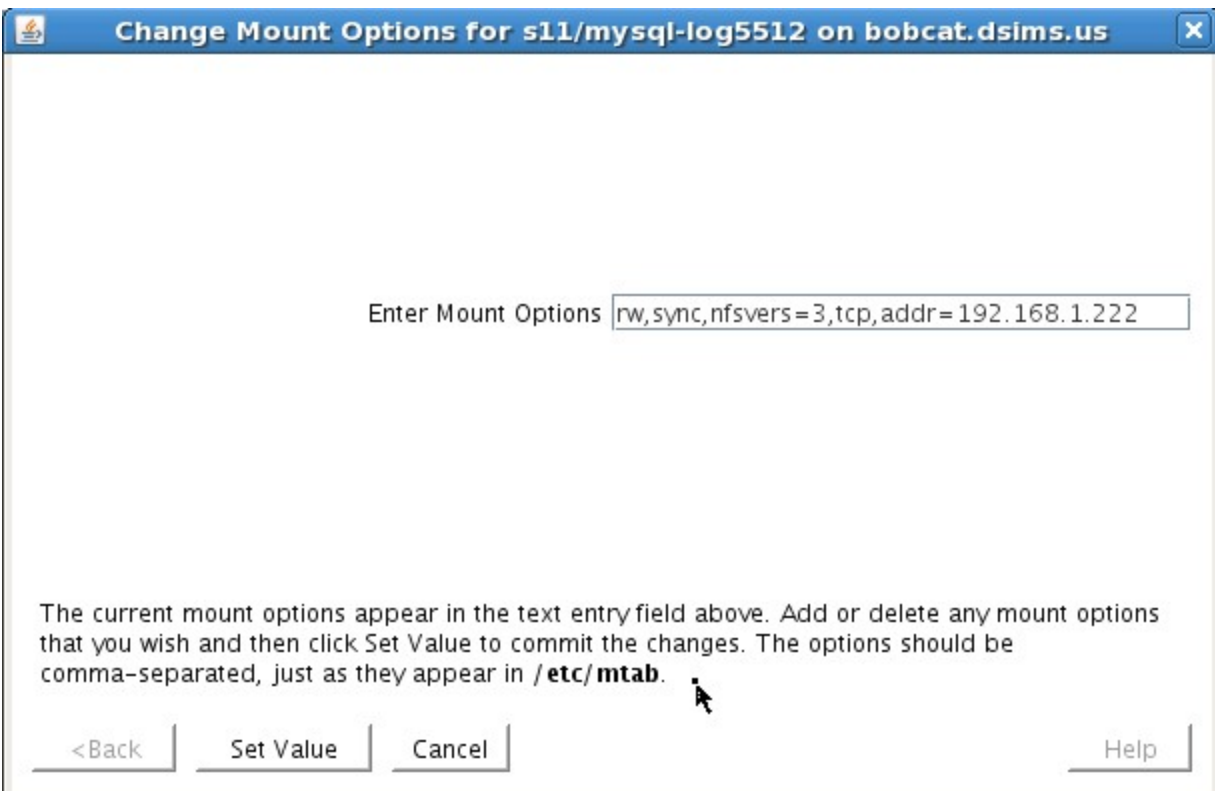 Change Mount Options for s11/mysql-log5512 on bobcat.dsims.us
Enter Mount Options rw,sync,nfsvers=3,tcp,addr=192.168.1.222
The current mount options appear in the text entry field above. Add or delete any mount options
that you wish and then click Set Value to commit the changes. The options should be
comma-separated, just as they appear in /etc/mtab.
<Back Set Value Cancel Help